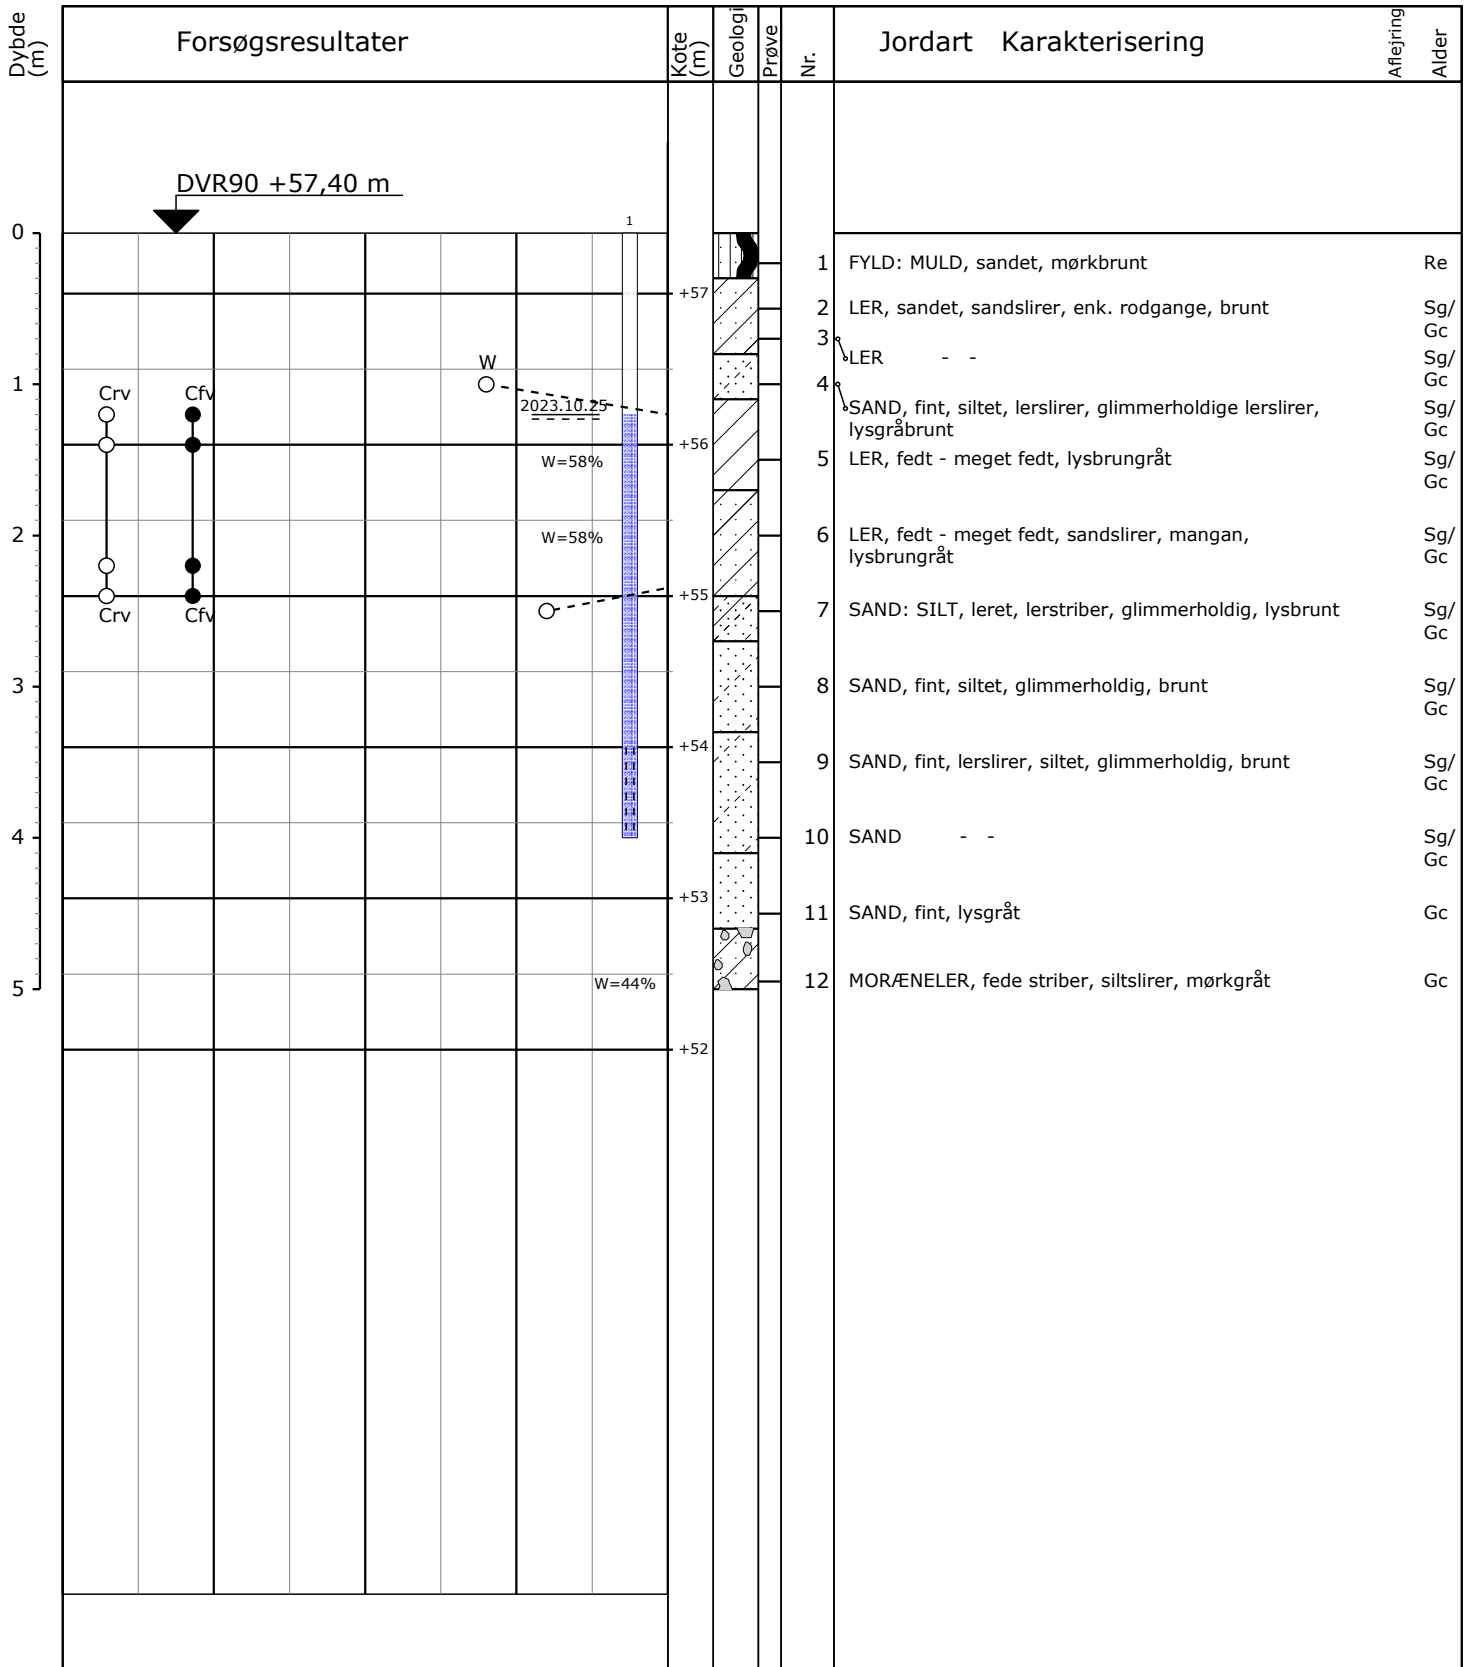 Dybde (m)
Forsøgsresultater
Kote (m)
Geologi
Prøve
Nr.
Jordart Karakterisering
Aflejring
Alder
DVR90 +57,40 m
1
0
1 FYLD: MULD, sandet, mørkbrunt Re
+57
2 LER, sandet, sandslirer, enk. rodgange, brunt Sg/
Gc
3
LER - - Sg/
Gc
W
1
4
Crv Cfv
2023.10.25
SAND, fint, siltet, lerslirer, glimmerholdige lerslirer, Sg/
lysgråbrunt Gc
+56
W=58%
5 LER, fedt - meget fedt, lysbrungråt Sg/
Gc
2
W=58%
6 LER, fedt - meget fedt, sandslirer, mangan, Sg/
lysbrungråt Gc
+55
Crv Cfv
7 SAND: SILT, leret, lerstriber, glimmerholdig, lysbrunt Sg/
Gc
3
8 SAND, fint, siltet, glimmerholdig, brunt Sg/
Gc
+54
9 SAND, fint, lerslirer, siltet, glimmerholdig, brunt Sg/
Gc
4
10 SAND - - Sg/
Gc
+53
11 SAND, fint, lysgråt Gc
5
W=44%
12 MORÆNELER, fede striber, siltslirer, mørkgråt Gc
+52